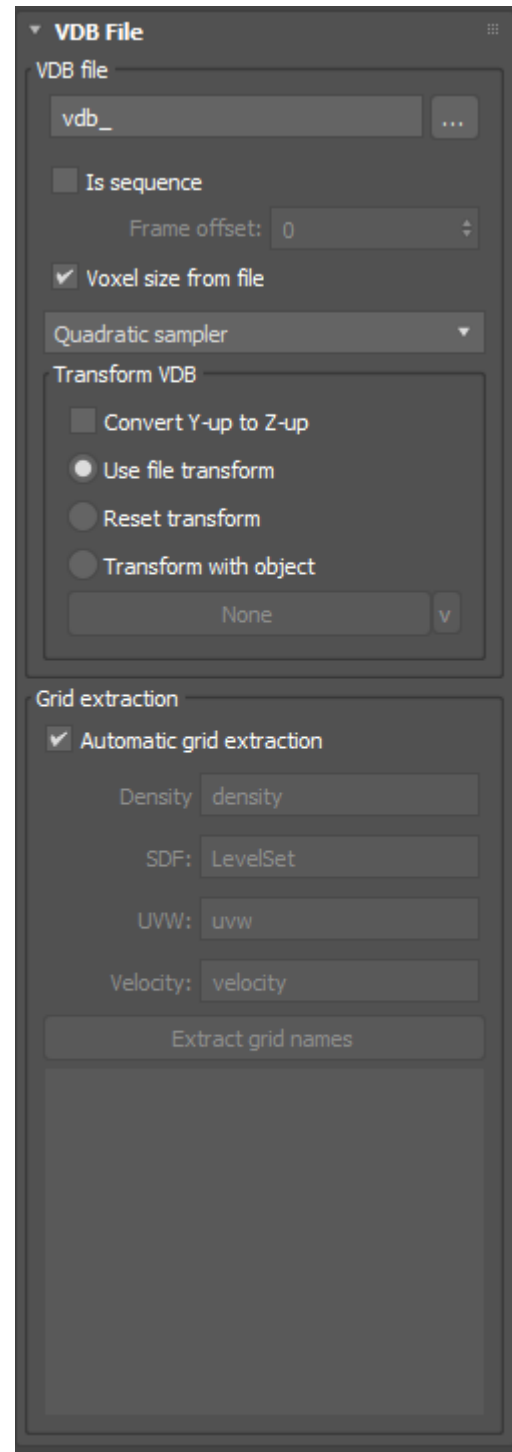 VDB File
VDB file
vdb_
...
Is sequence
Frame offset: 0
Voxel size from file
Quadratic sampler
Transform VDB
Convert Y-up to Z-up
Use file transform
Reset transform
Transform with object
None v
Grid extraction
Automatic grid extraction
Density density
SDF: LevelSet
UVW: uvw
Velocity: velocity
Extract grid names